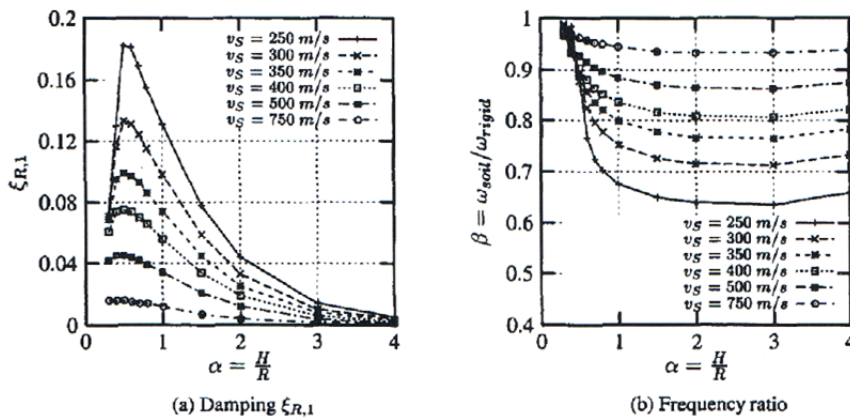 0.2
0.16
0.12
0.08
0.04
0
ξR,1
vS = 250 m/s
vS = 300 m/s
vS = 350 m/s
vS = 400 m/s
vS = 500 m/s
vS = 750 m/s
0 1 2 3 4
α = H/R
(a) Damping ξR,1
1
0.9
0.8
0.7
0.6
0.5
0.4
β = ωsoil/ωrigid
vS = 250 m/s
vS = 300 m/s
vS = 350 m/s
vS = 400 m/s
vS = 500 m/s
vS = 750 m/s
0 1 2 3 4
α = H/R
(b) Frequency ratio